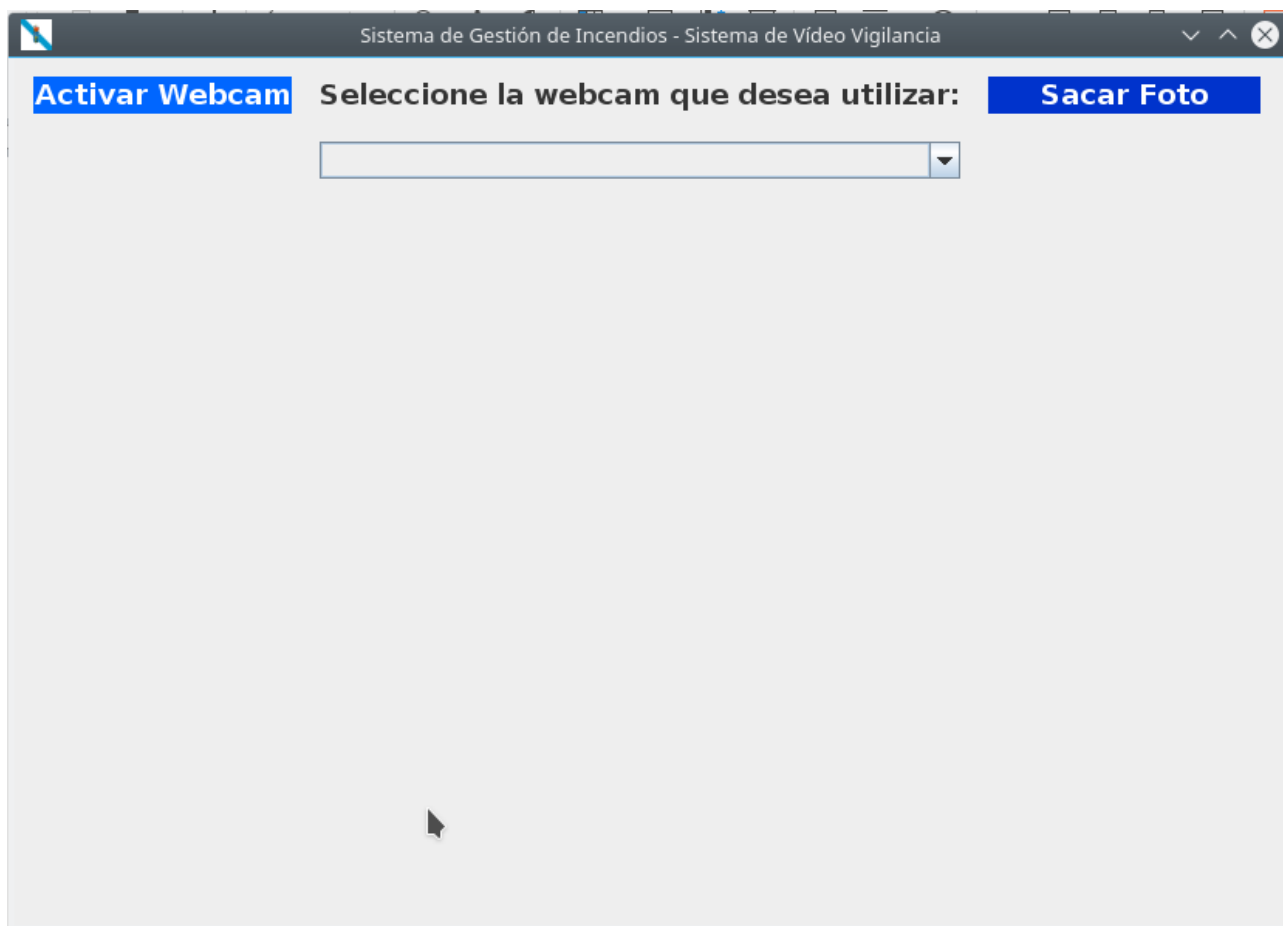 Sistema de Gestión de Incendios - Sistema de Vídeo Vigilancia
Activar Webcam
Seleccione la webcam que desea utilizar:
Sacar Foto